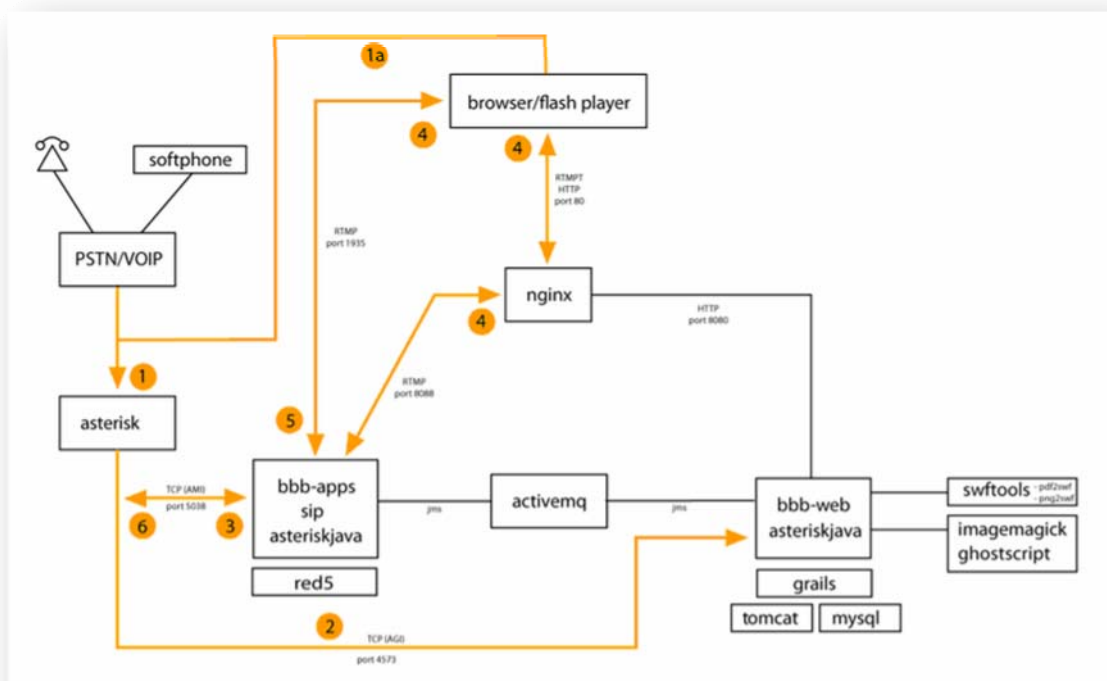 1a
browser/flash player
4
4
softphone
RTMPT
HTTP
port 80
RTMP
port 1935
PSTN/VOIP
nginx
HTTP
port 8080
4
1
RTMP
port 8088
asterisk
5
TCP (AMI)
port 5038
6
3
bbb-apps
sip
asteriskjava
jms
activemq
jms
bbb-web
asteriskjava
swftools
- pdf2swf
- png2swf
imagemagick
ghostscript
red5
grails
tomcat
mysql
2
TCP (AGI)
port 4573